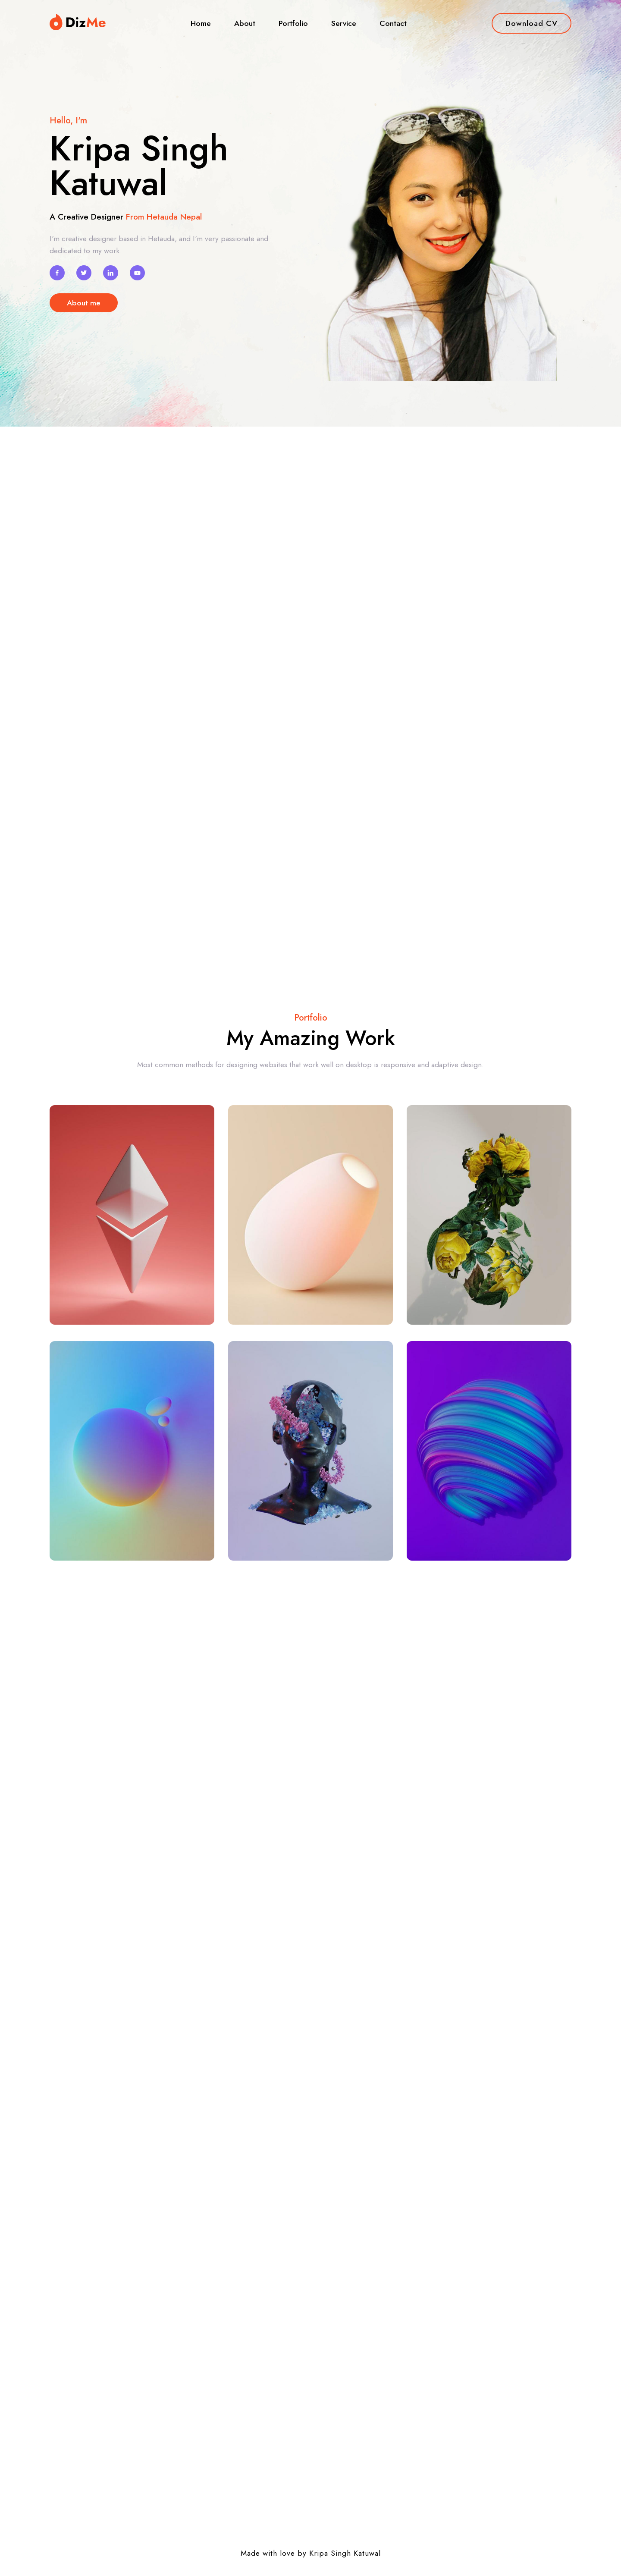 DizMe
Home
About
Portfolio
Service
Contact
Download CV
Hello, I'm
Kripa Singh
Katuwal
A Creative Designer From Hetauda Nepal
I'm creative designer based in Hetauda, and I'm very passionate and
dedicated to my work.
About me
Portfolio
My Amazing Work
Most common methods for designing websites that work well on desktop is responsive and adaptive design.
Made with love by Kripa Singh Katuwal